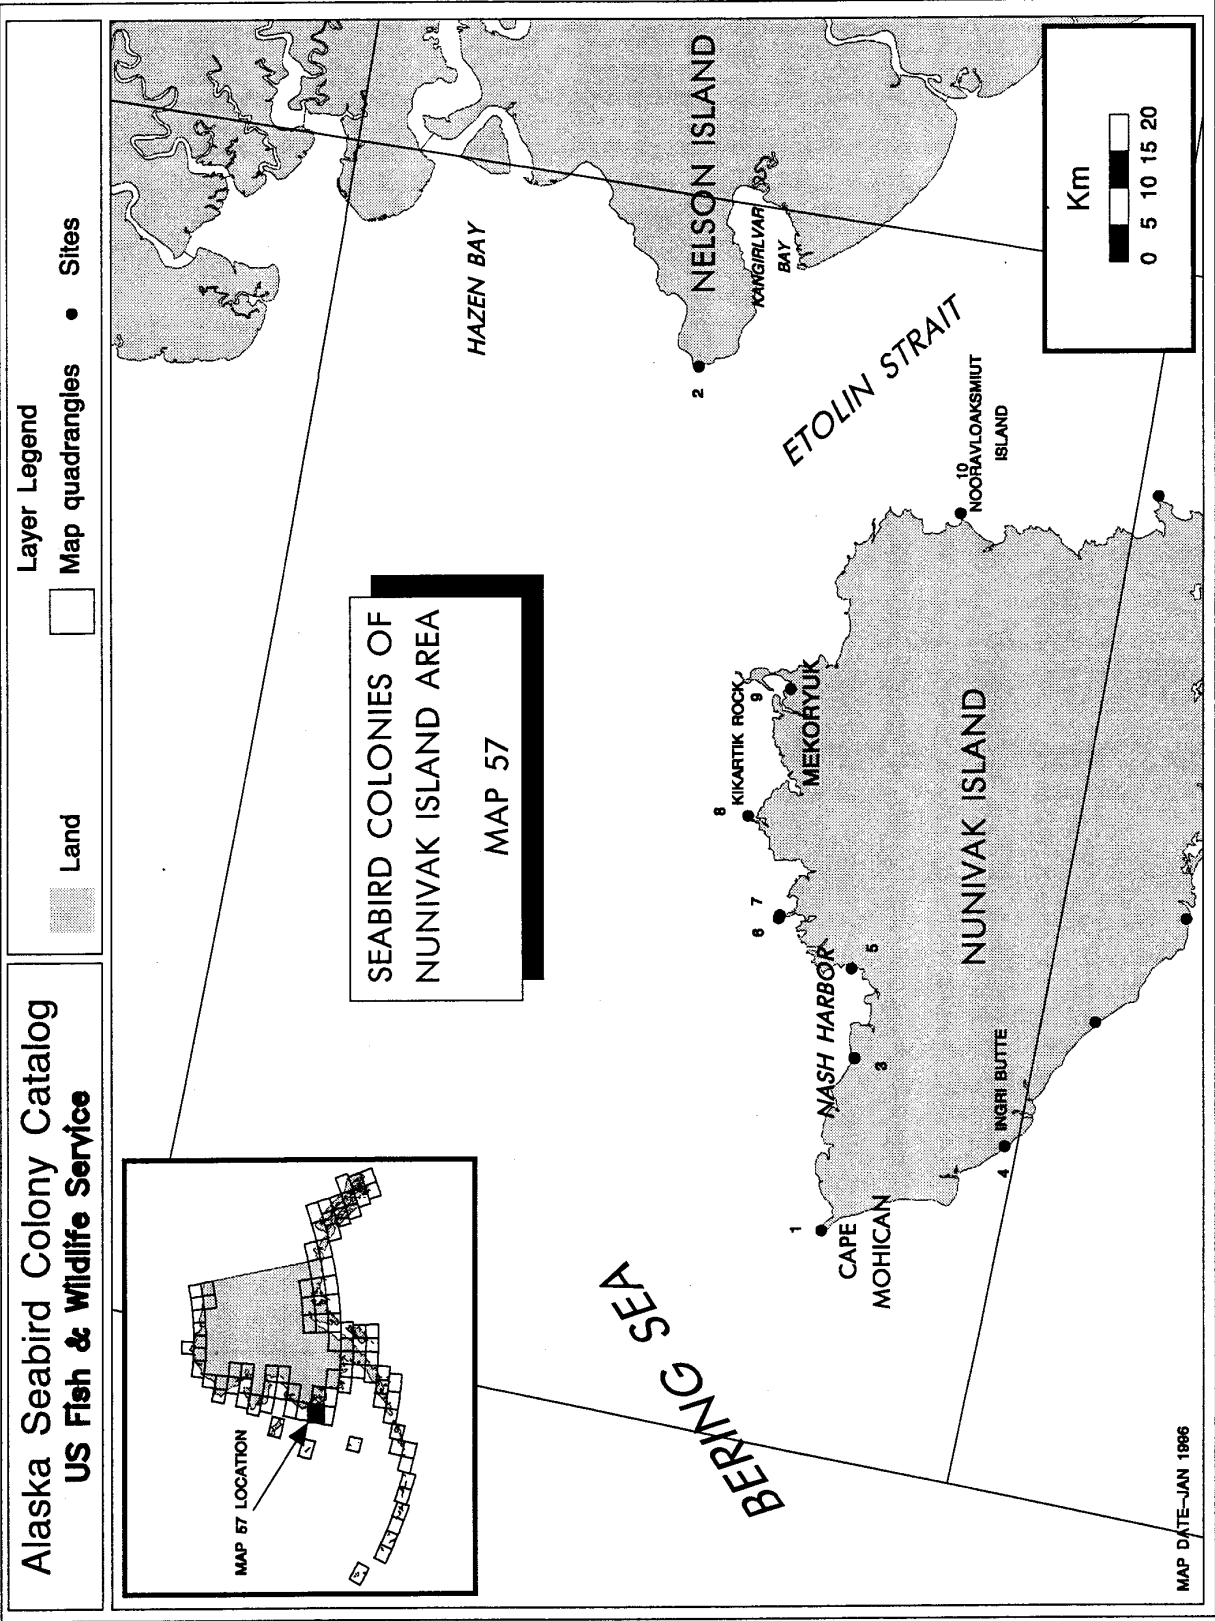 Alaska Seabird Colony Catalog
US Fish & Wildlife Service
Layer Legend
Land
Map quadrangles
Sites
MAP 57 LOCATION
SEABIRD COLONIES OF
NUNIVAK ISLAND AREA
MAP 57
HAZEN BAY
NELSON ISLAND
KANGIRLVAR
BAY
2
ETOLIN STRAIT
BERING SEA
1
CAPE
MOHICAN
NASH HARBOR
3
5
6
7
8
KIKARTIK ROCK
9
MEKORYUK
10
NOORAVLOAKSMIUT
ISLAND
NUNIVAK ISLAND
4
INGRI BUTTE
Km
0 5 10 15 20
MAP DATE-JAN 1996